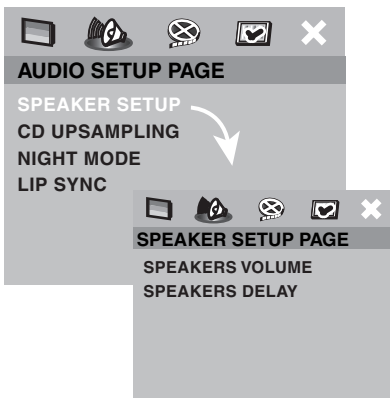 AUDIO SETUP PAGE
SPEAKER SETUP
CD UPSAMPLING
NIGHT MODE
LIP SYNC
SPEAKER SETUP PAGE
SPEAKERS VOLUME
SPEAKERS DELAY